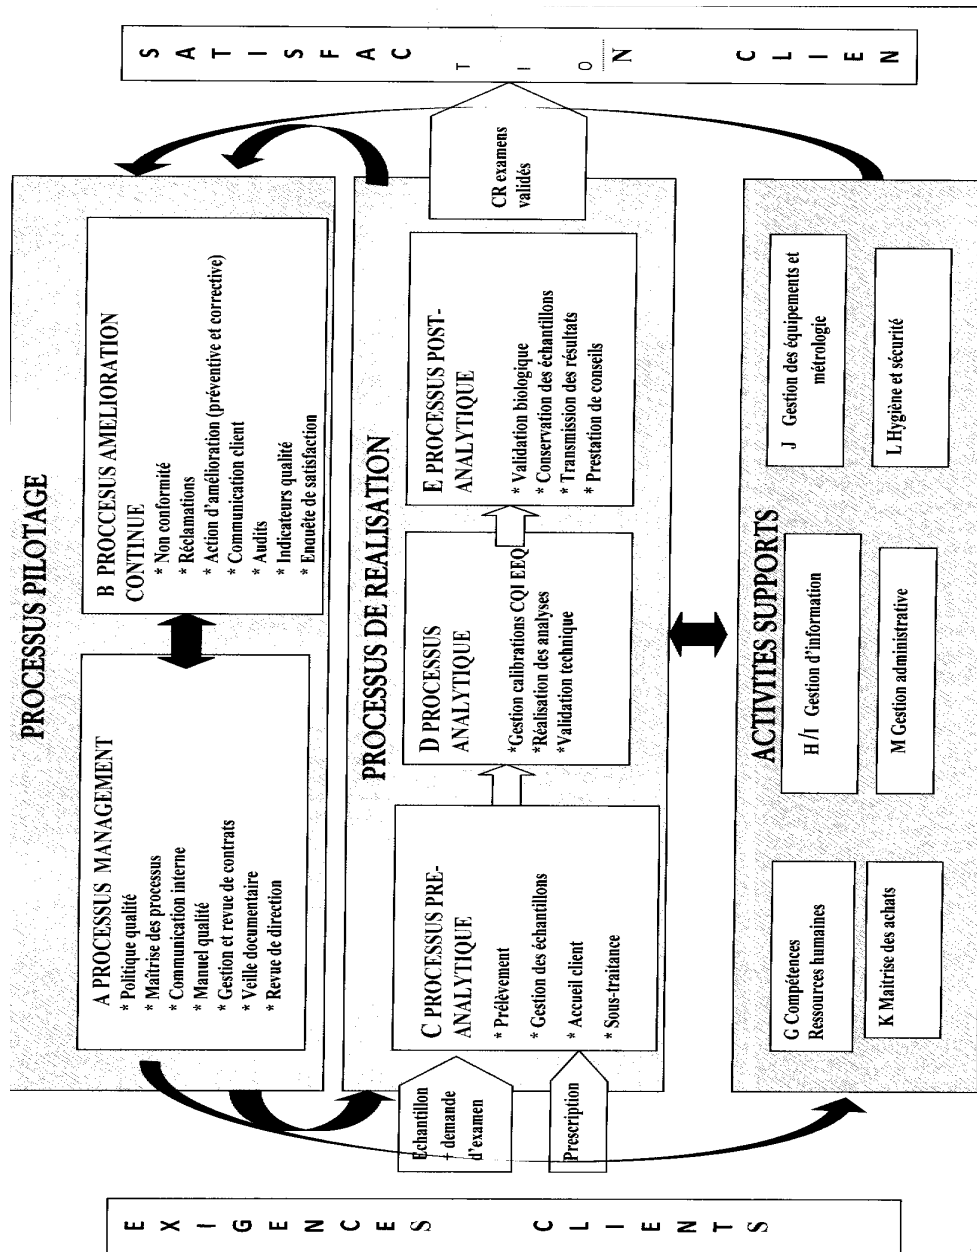 EXIGENCES CLIENTS
PROCESSUS PILOTAGE
A PROCESSUS MANAGEMENT
* Politique qualité
* Maîtrise des processus
* Communication interne
* Manuel qualité
* Gestion et revue de contrats
* Veille documentaire
* Revue de direction
B PROCCESUS AMELIORATION
CONTINUE
* Non conformité
* Réclamations
* Action d'amélioration (préventive et corrective)
* Communication client
* Audits
* Indicateurs qualité
* Enquête de satisfaction
PROCESSUS DE REALISATION
Echantillon
+ demande
d'examen
Prescription
C PROCESSUS PRE-
ANALYTIQUE
* Prélèvement
* Gestion des échantillons
* Accueil client
* Sous-traitance
D PROCESSUS
ANALYTIQUE
*Gestion calibrations CQI EEQ
*Réalisation des analyses
*Validation technique
E PROCESSUS POST-
ANALYTIQUE
* Validation biologique
* Conservation des échantillons
* Transmission des résultats
* Prestation de conseils
CR examens
validés
ACTIVITES SUPPORTS
G Compétences
Ressources humaines
H/I Gestion d'information
J Gestion des équipements et
métrologie
K Maitrise des achats
M Gestion administrative
L Hygiène et sécurité
SATISFACTION CLIEN